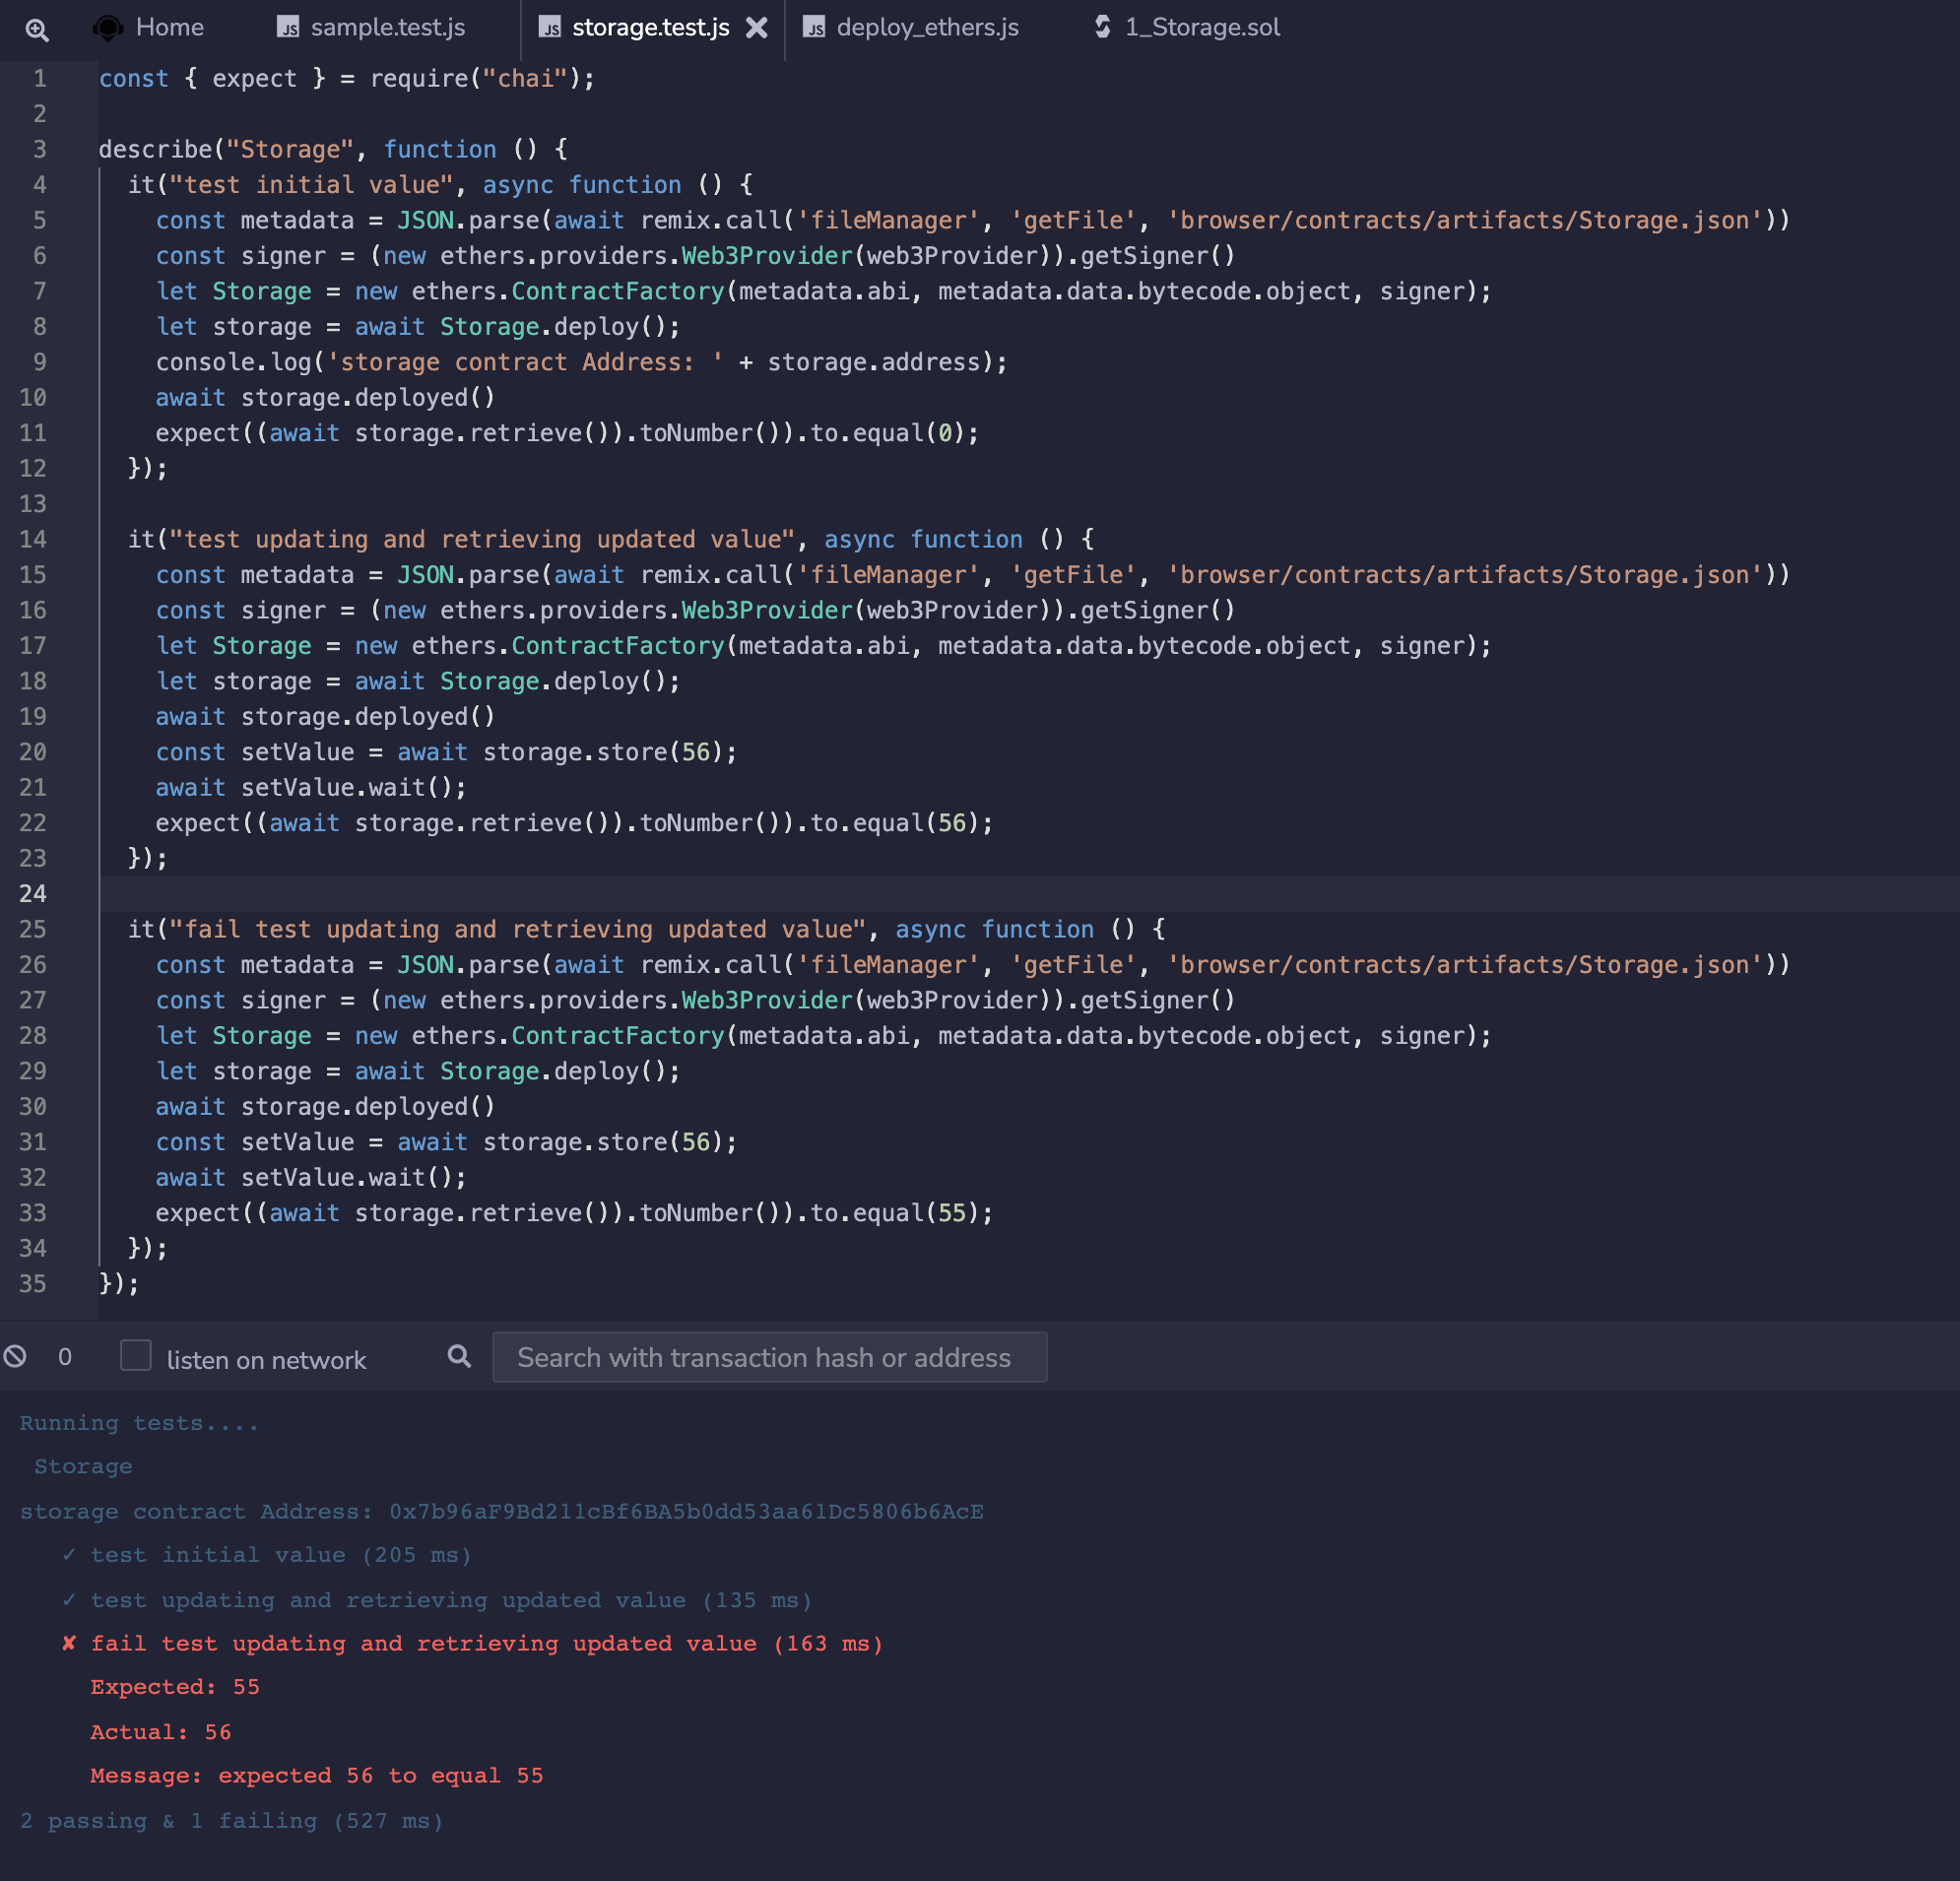 Home sample.test.js storage.test.js deploy_ethers.js 1_Storage.sol
1 const { expect } = require("chai");
2
3 describe("Storage", function () {
4 it("test initial value", async function () {
5 const metadata = JSON.parse(await remix.call('fileManager', 'getFile', 'browser/contracts/artifacts/Storage.json'))
6 const signer = (new ethers.providers.Web3Provider(web3Provider)).getSigner()
7 let Storage = new ethers.ContractFactory(metadata.abi, metadata.data.bytecode.object, signer);
8 let storage = await Storage.deploy();
9 console.log('storage contract Address: ' + storage.address);
10 await storage.deployed()
11 expect((await storage.retrieve()).toNumber()).to.equal(0);
12 });
13
14 it("test updating and retrieving updated value", async function () {
15 const metadata = JSON.parse(await remix.call('fileManager', 'getFile', 'browser/contracts/artifacts/Storage.json'))
16 const signer = (new ethers.providers.Web3Provider(web3Provider)).getSigner()
17 let Storage = new ethers.ContractFactory(metadata.abi, metadata.data.bytecode.object, signer);
18 let storage = await Storage.deploy();
19 await storage.deployed()
20 const setValue = await storage.store(56);
21 await setValue.wait();
22 expect((await storage.retrieve()).toNumber()).to.equal(56);
23 });
24
25 it("fail test updating and retrieving updated value", async function () {
26 const metadata = JSON.parse(await remix.call('fileManager', 'getFile', 'browser/contracts/artifacts/Storage.json'))
27 const signer = (new ethers.providers.Web3Provider(web3Provider)).getSigner()
28 let Storage = new ethers.ContractFactory(metadata.abi, metadata.data.bytecode.object, signer);
29 let storage = await Storage.deploy();
30 await storage.deployed()
31 const setValue = await storage.store(56);
32 await setValue.wait();
33 expect((await storage.retrieve()).toNumber()).to.equal(55);
34 });
35 });
0 listen on network Search with transaction hash or address
Running tests....
Storage
storage contract Address: 0x7b96aF9Bd211cBf6BA5b0dd53aa61Dc5806b6AcE
✓ test initial value (205 ms)
✓ test updating and retrieving updated value (135 ms)
✘ fail test updating and retrieving updated value (163 ms)
Expected: 55
Actual: 56
Message: expected 56 to equal 55
2 passing & 1 failing (527 ms)